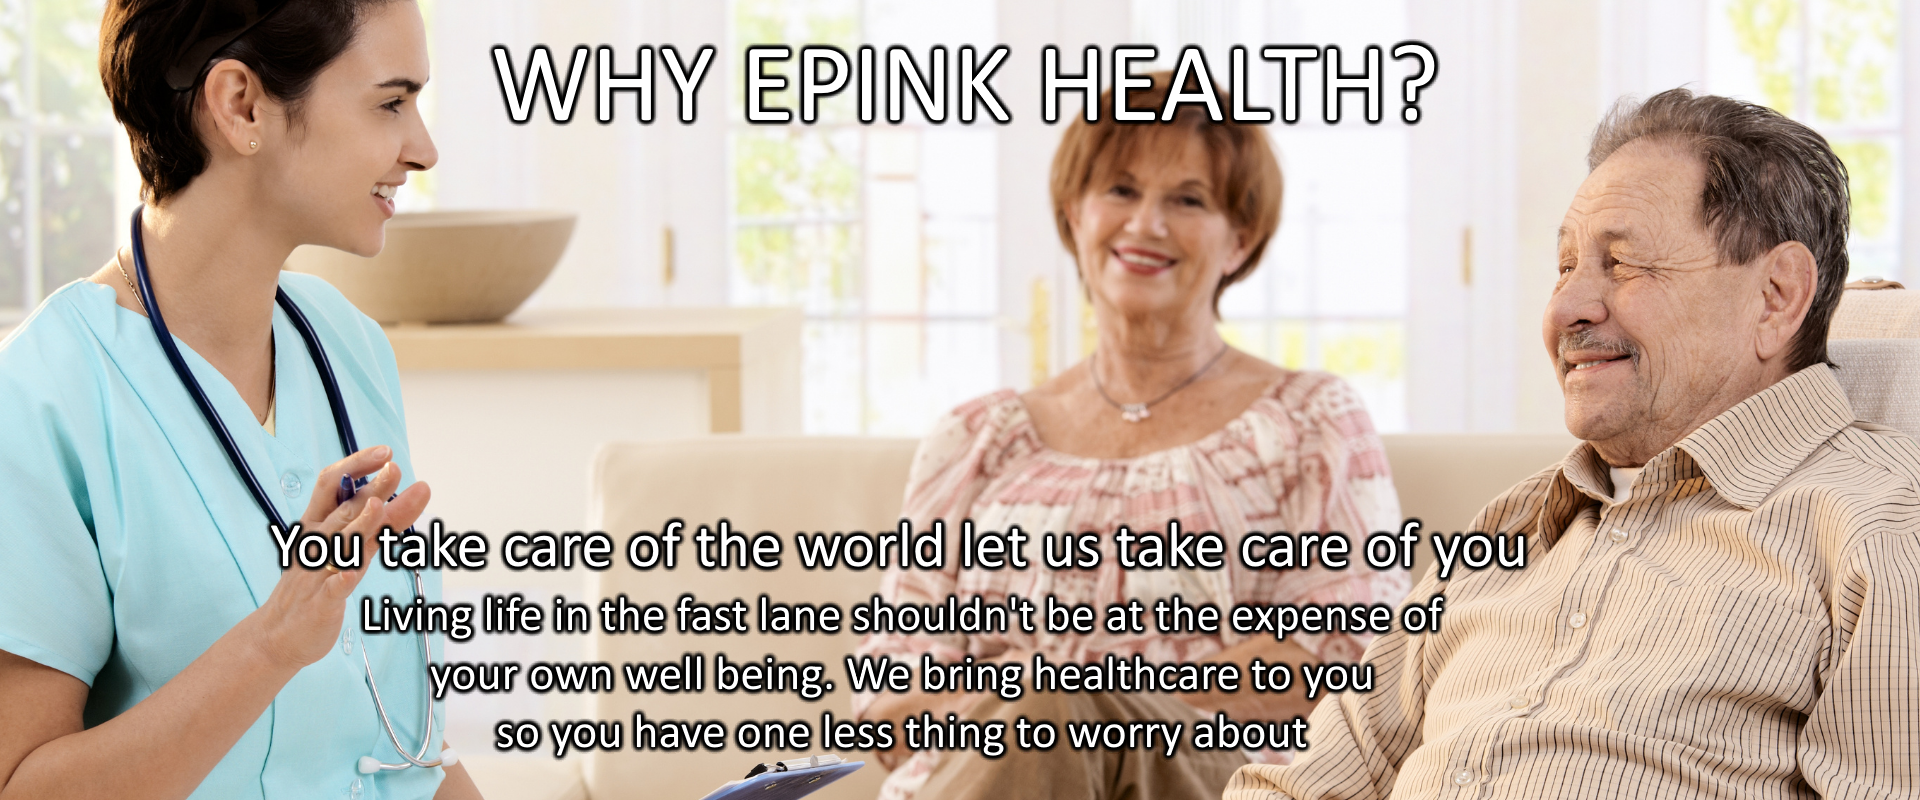 WHY EPINK HEALTH?
You take care of the world let us take care of you
Living life in the fast lane shouldn't be at the expense of
your own well being. We bring healthcare to you
so you have one less thing to worry about